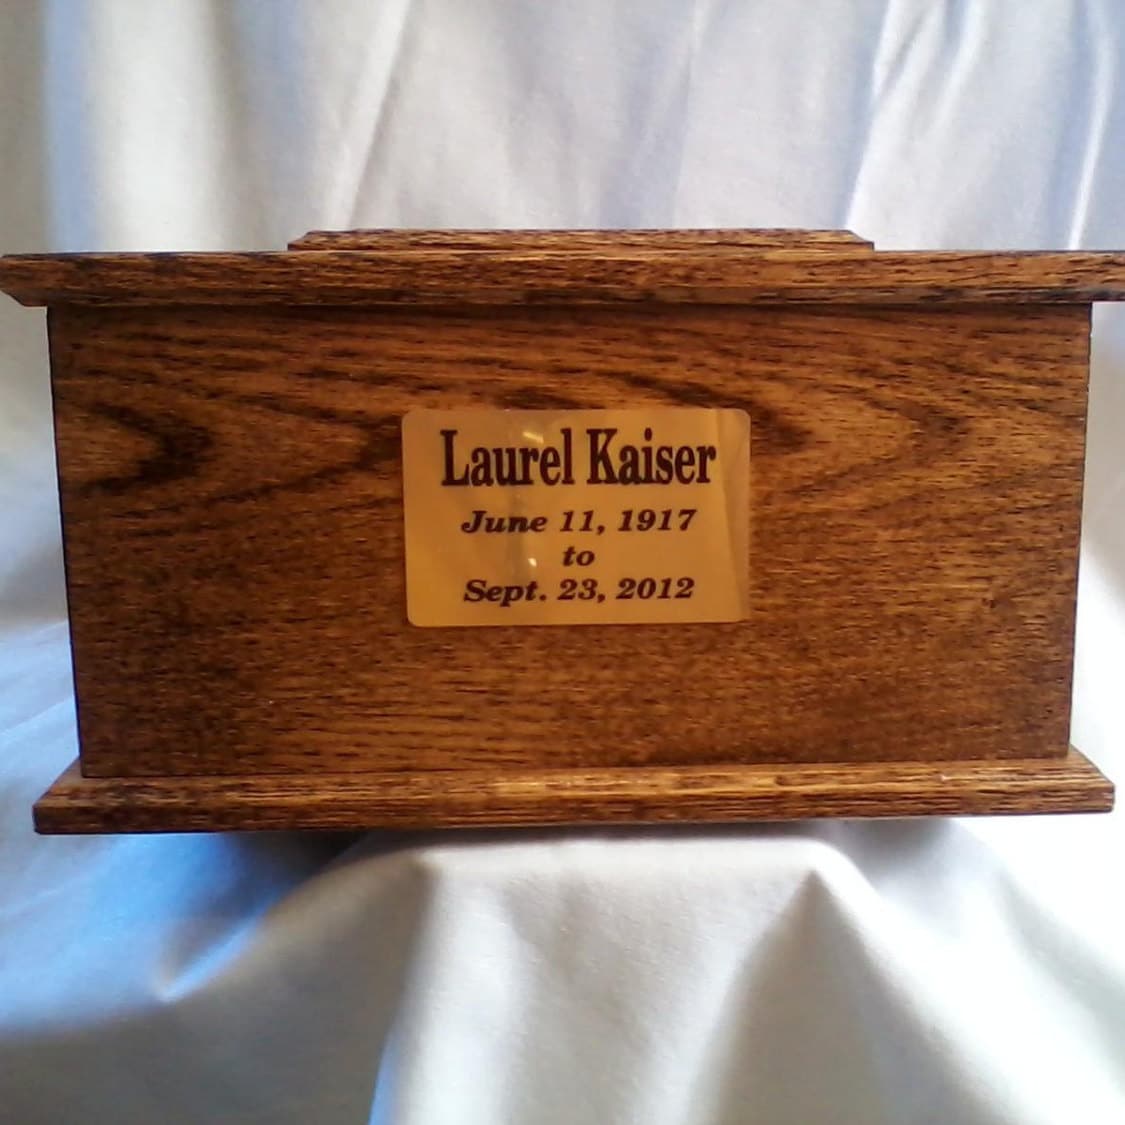 Laurel Kaiser
June 11, 1917
to
Sept. 23, 2012